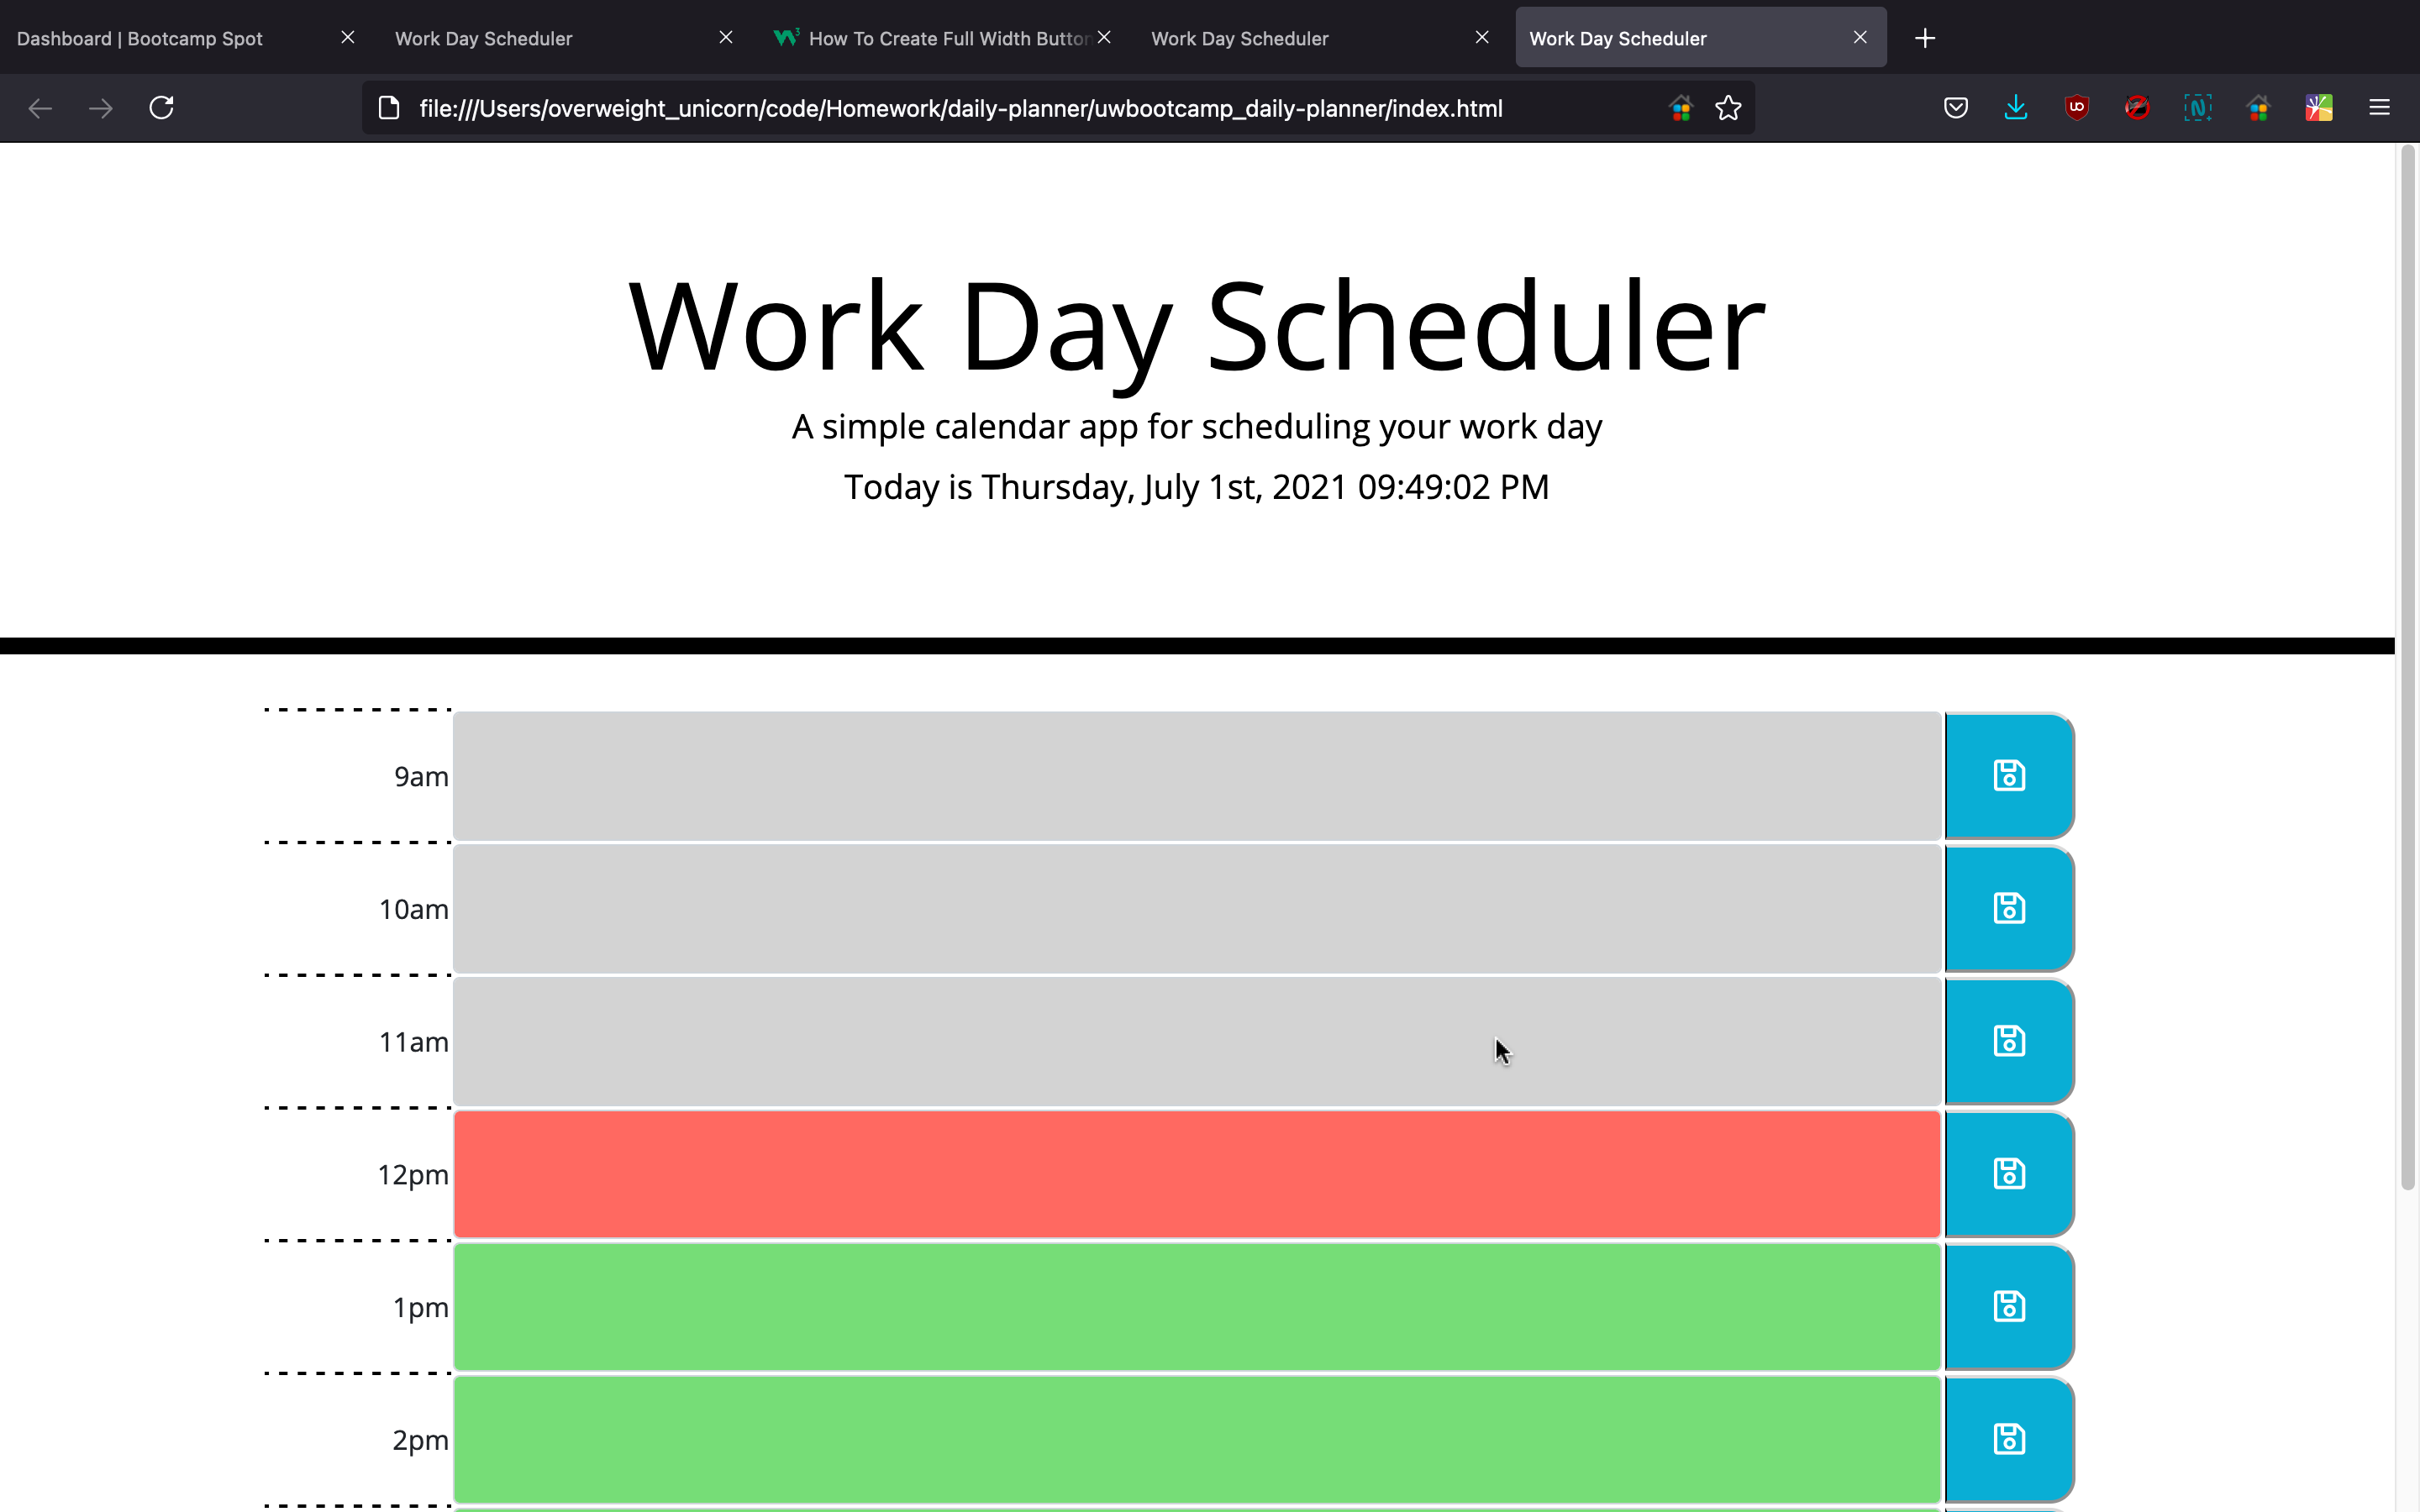 Dashboard | Bootcamp Spot
Work Day Scheduler
How To Create Full Width Button
Work Day Scheduler
Work Day Scheduler
file:///Users/overweight_unicorn/code/Homework/daily-planner/uwbootcamp_daily-planner/index.html
Work Day Scheduler
A simple calendar app for scheduling your work day
Today is Thursday, July 1st, 2021 09:49:02 PM
9am
10am
11am
12pm
1pm
2pm